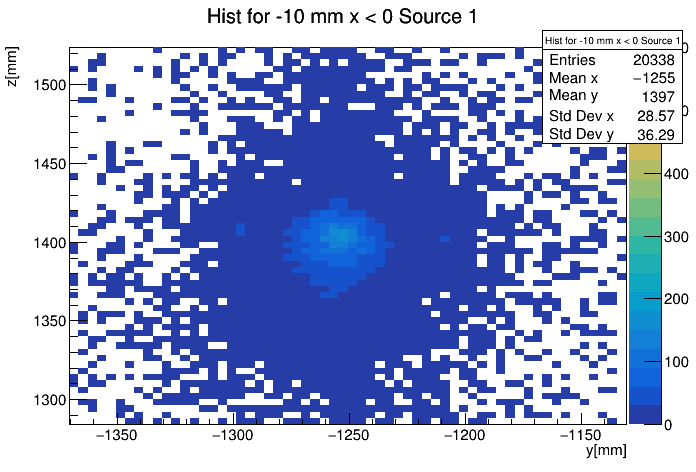 Hist for -10 mm x < 0 Source 1
Hist for -10 mm x < 0 Source 1
Entries 20338
Mean x −1255
Mean y 1397
Std Dev x 28.57
Std Dev y 36.29
z[mm]
1500
1450
1400
1350
1300
0
0
400
300
200
100
0
−1350 −1300 −1250 −1200 −1150
y[mm]